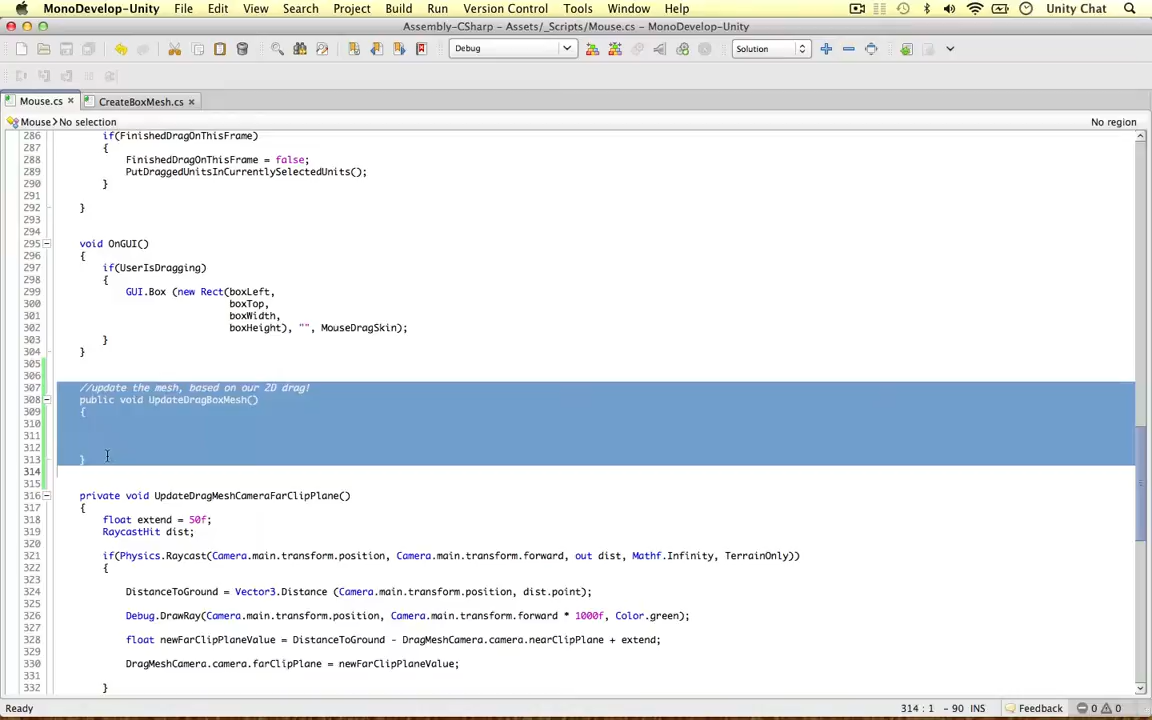 MonoDevelop-Unity File Edit View Search Project Build Run Version Control Tools Window Help Unity Chat
Assembly-CSharp - Assets/_Scripts/Mouse.cs - MonoDevelop-Unity
Debug Solution
Mouse.cs × CreateBoxMesh.cs ×
Mouse > No selection No region
286 if(FinishedDragOnThisFrame)
287 {
288 FinishedDragOnThisFrame = false;
289 PutDraggedUnitsInCurrentlySelectedUnits();
290 }
291
292 }
293
294
295 void OnGUI()
296 {
297 if(UserIsDragging)
298 {
299 GUI.Box (new Rect(boxLeft,
300 boxTop,
301 boxWidth,
302 boxHeight), "", MouseDragSkin);
303 }
304 }
305
306
307 //update the mesh, based on our 2D drag!
308 public void UpdateDragBoxMesh()
309 {
310
311
312
313 }
314
315
316 private void UpdateDragMeshCameraFarClipPlane()
317 {
318 float extend = 50f;
319 RaycastHit dist;
320
321 if(Physics.Raycast(Camera.main.transform.position, Camera.main.transform.forward, out dist, Mathf.Infinity, TerrainOnly))
322 {
323
324 DistanceToGround = Vector3.Distance (Camera.main.transform.position, dist.point);
325
326 Debug.DrawRay(Camera.main.transform.position, Camera.main.transform.forward * 1000f, Color.green);
327
328 float newFarClipPlaneValue = DistanceToGround - DragMeshCamera.camera.nearClipPlane + extend;
329
330 DragMeshCamera.camera.farClipPlane = newFarClipPlaneValue;
331
332 }
Ready 314 : 1 - 90 INS Feedback 0 0